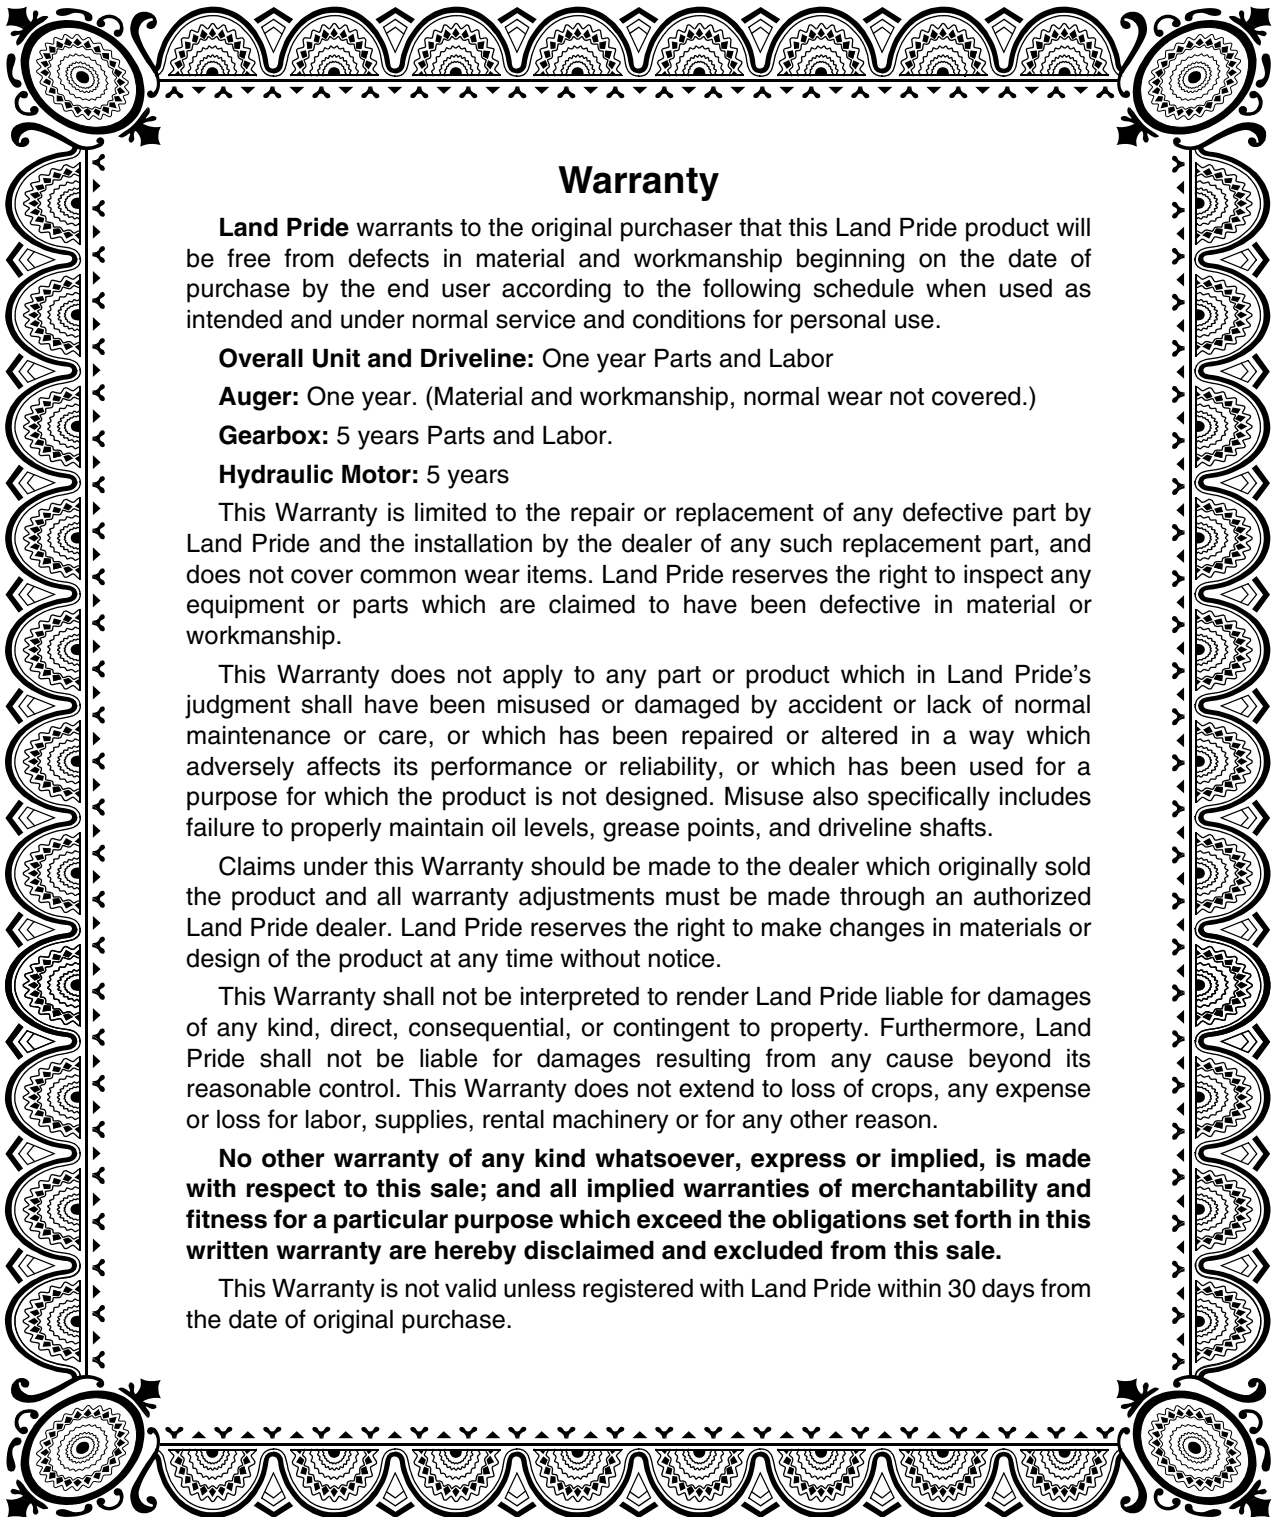 Warranty
Land Pride warrants to the original purchaser that this Land Pride product will
be free from defects in material and workmanship beginning on the date of
purchase by the end user according to the following schedule when used as
intended and under normal service and conditions for personal use.
Overall Unit and Driveline: One year Parts and Labor
Auger: One year. (Material and workmanship, normal wear not covered.)
Gearbox: 5 years Parts and Labor.
Hydraulic Motor: 5 years
This Warranty is limited to the repair or replacement of any defective part by
Land Pride and the installation by the dealer of any such replacement part, and
does not cover common wear items. Land Pride reserves the right to inspect any
equipment or parts which are claimed to have been defective in material or
workmanship.
This Warranty does not apply to any part or product which in Land Pride’s
judgment shall have been misused or damaged by accident or lack of normal
maintenance or care, or which has been repaired or altered in a way which
adversely affects its performance or reliability, or which has been used for a
purpose for which the product is not designed. Misuse also specifically includes
failure to properly maintain oil levels, grease points, and driveline shafts.
Claims under this Warranty should be made to the dealer which originally sold
the product and all warranty adjustments must be made through an authorized
Land Pride dealer. Land Pride reserves the right to make changes in materials or
design of the product at any time without notice.
This Warranty shall not be interpreted to render Land Pride liable for damages
of any kind, direct, consequential, or contingent to property. Furthermore, Land
Pride shall not be liable for damages resulting from any cause beyond its
reasonable control. This Warranty does not extend to loss of crops, any expense
or loss for labor, supplies, rental machinery or for any other reason.
No other warranty of any kind whatsoever, express or implied, is made
with respect to this sale; and all implied warranties of merchantability and
fitness for a particular purpose which exceed the obligations set forth in this
written warranty are hereby disclaimed and excluded from this sale.
This Warranty is not valid unless registered with Land Pride within 30 days from
the date of original purchase.